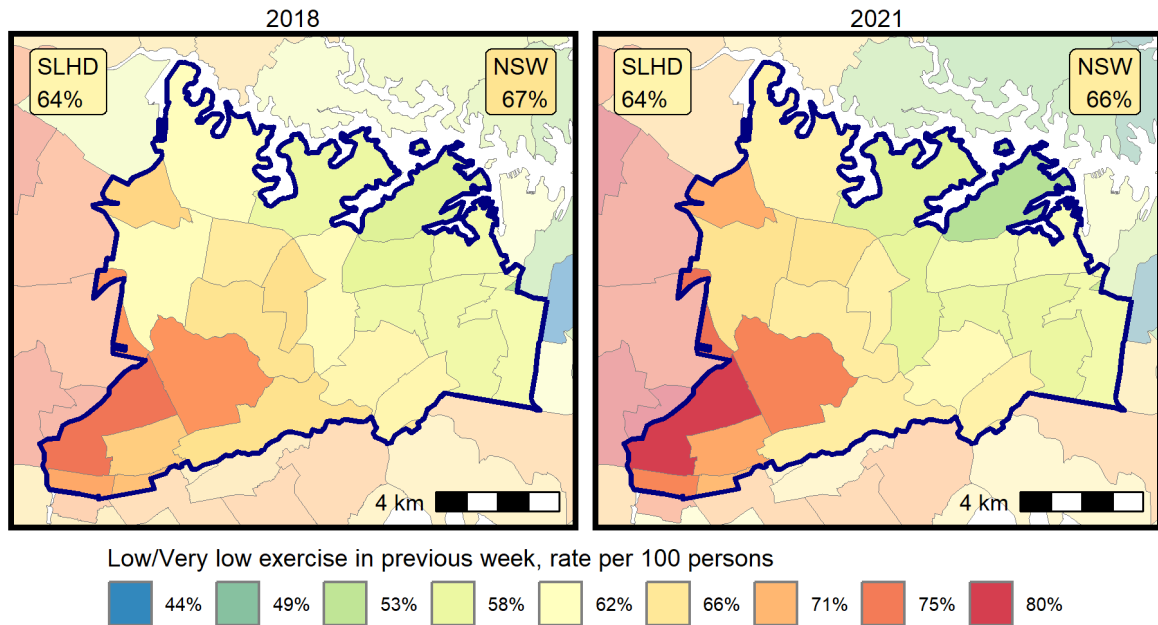 2018
2021
SLHD
64%
NSW
67%
SLHD
64%
NSW
66%
4 km
4 km
Low/Very low exercise in previous week, rate per 100 persons
44% 49% 53% 58% 62% 66% 71% 75% 80%